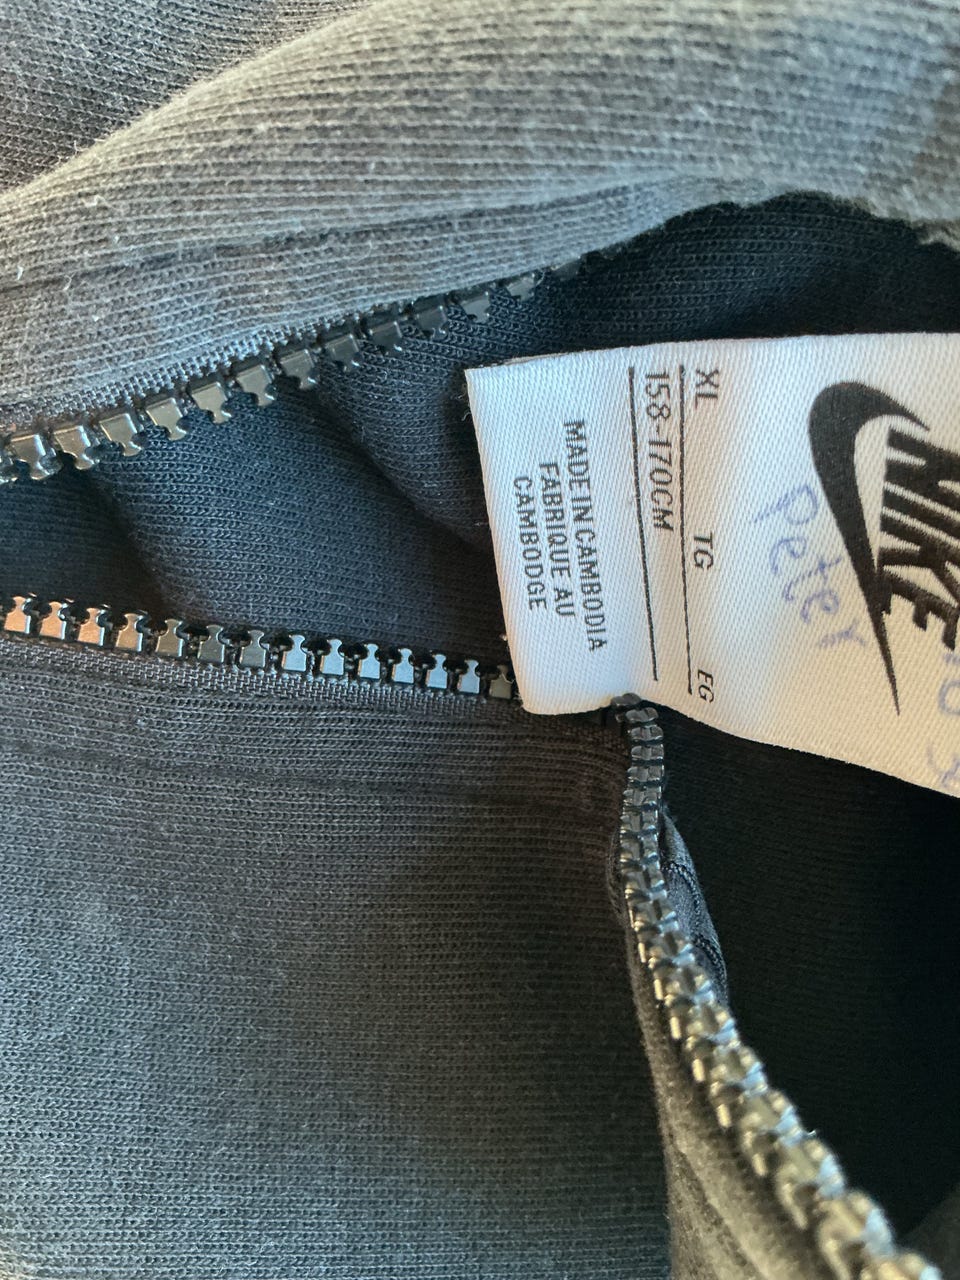 NIKE
Peter
XL TG EG
158-170CM
MADE IN CAMBODIA
FABRIQUE AU
CAMBODGE